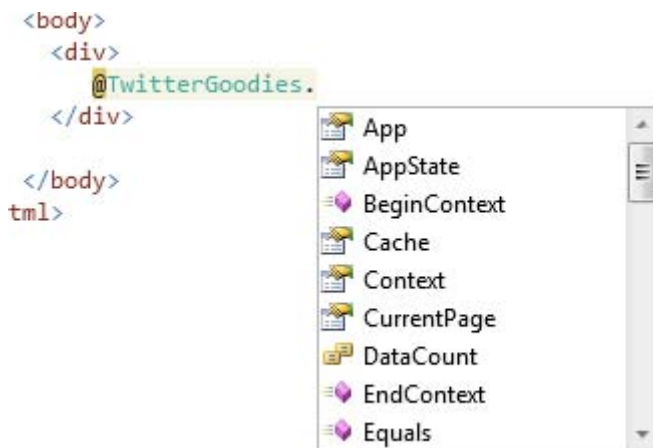 <body>
<div>
@TwitterGoodies.
</div>
</body>
tml>
App
AppState
BeginContext
Cache
Context
CurrentPage
DataCount
EndContext
Equals